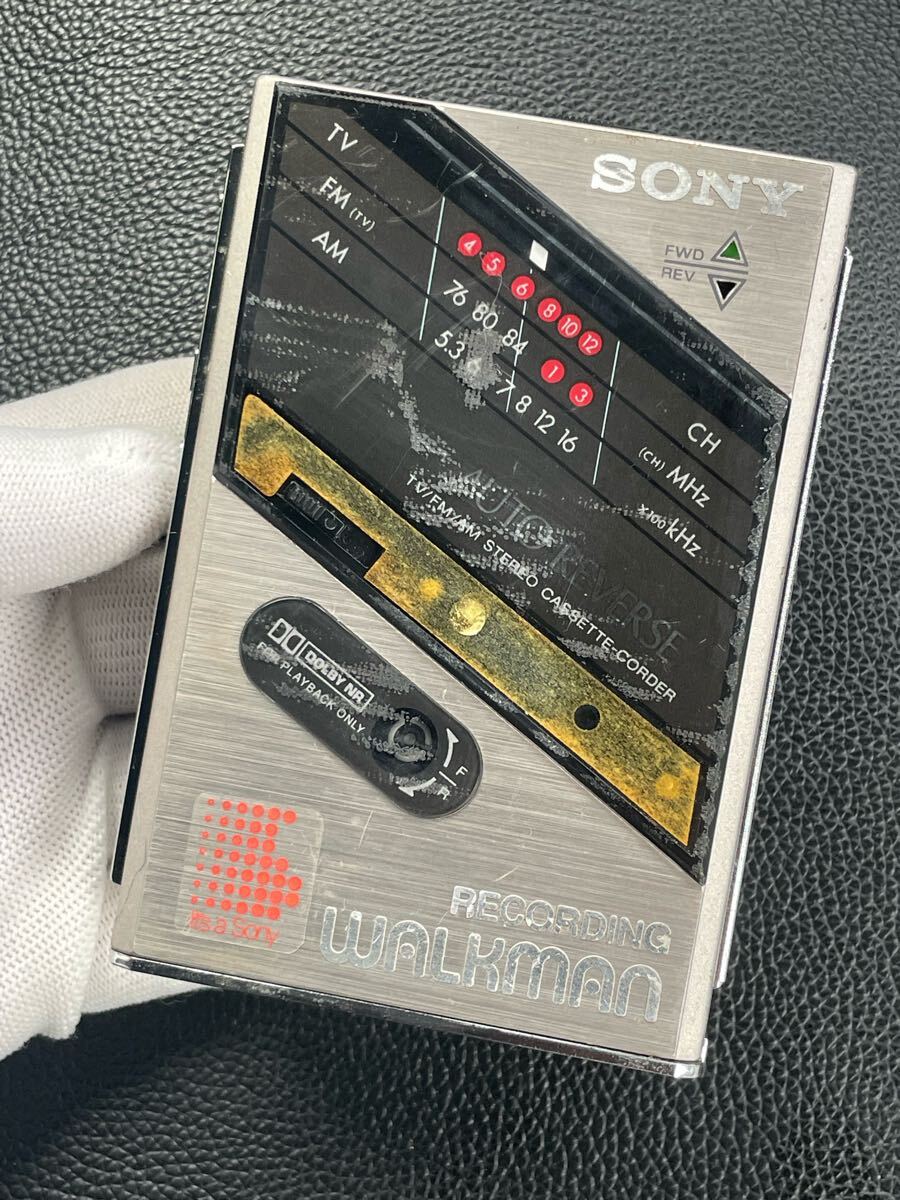 SONY
FWD
REV
TV
FM (TV)
AM
4 5 6 8 10 12
76 80 84 1 3
5.3 7 8 12 16
CH
(CH) MHz
x100 kHz
AUTO REVERSE
TV/FM/AM STEREO CASSETTE-CORDER
DOLBY NR
FOR PLAYBACK ONLY
F
R
It's a Sony
RECORDING
WALKMAN